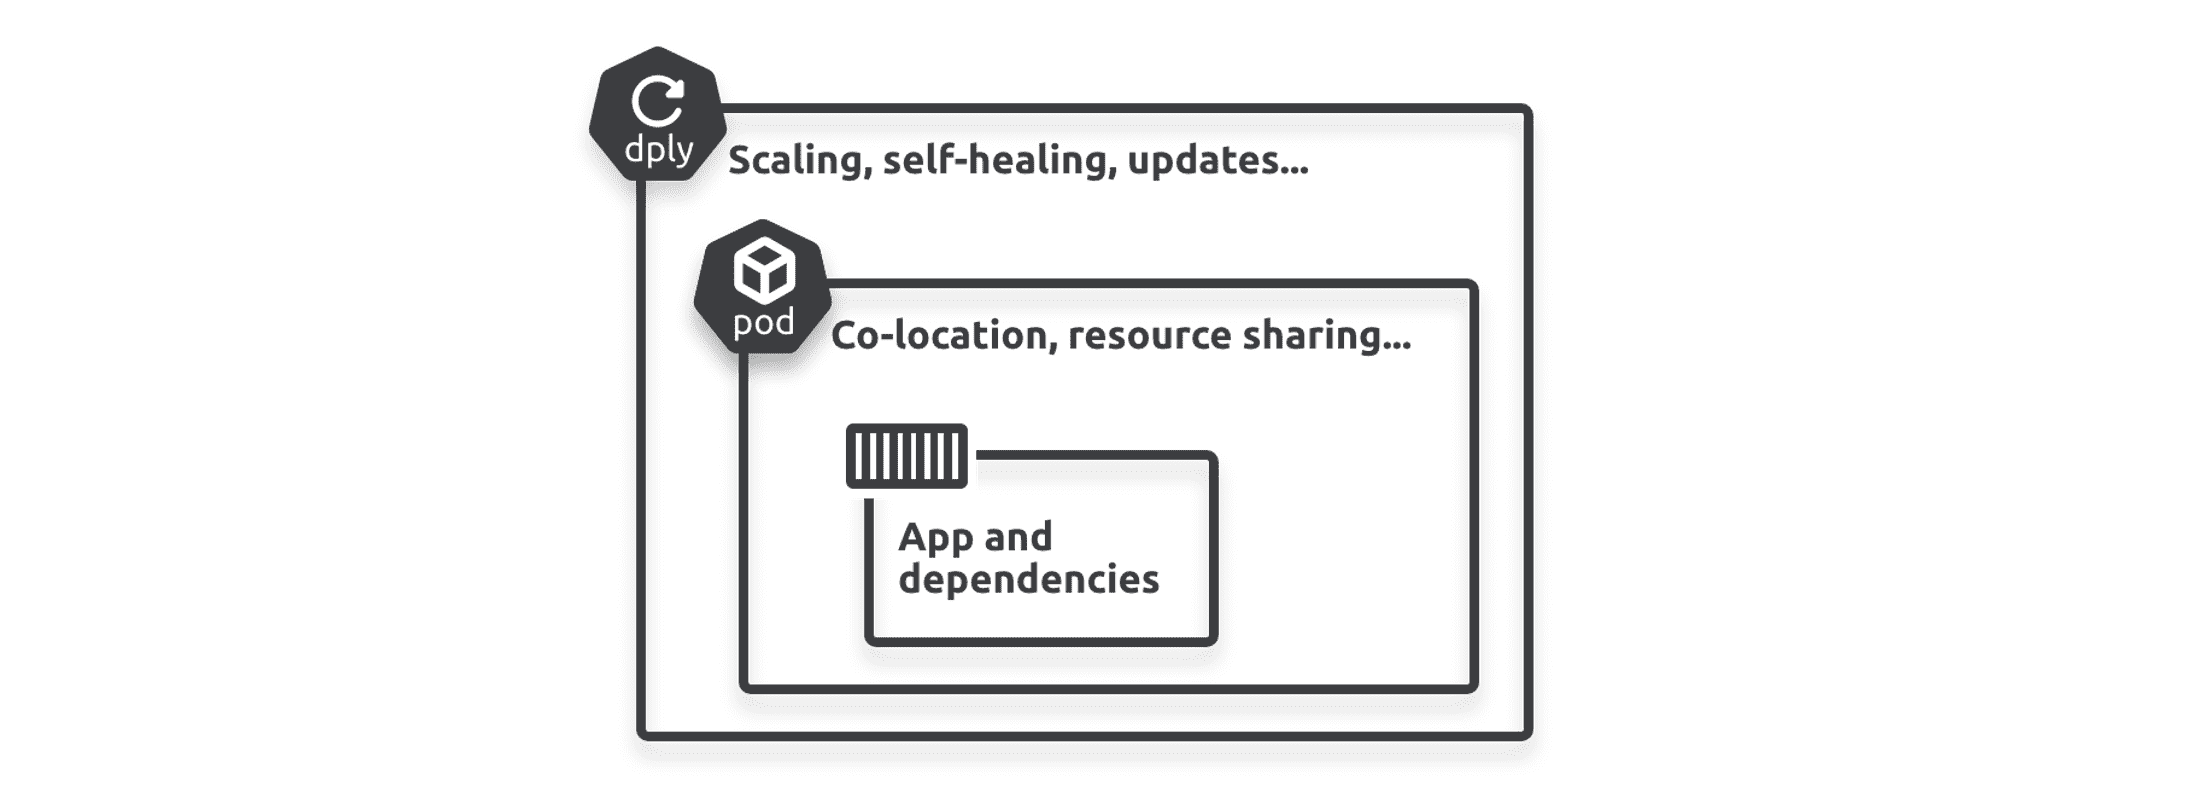 dply
Scaling, self-healing, updates...
pod
Co-location, resource sharing...
App and
dependencies